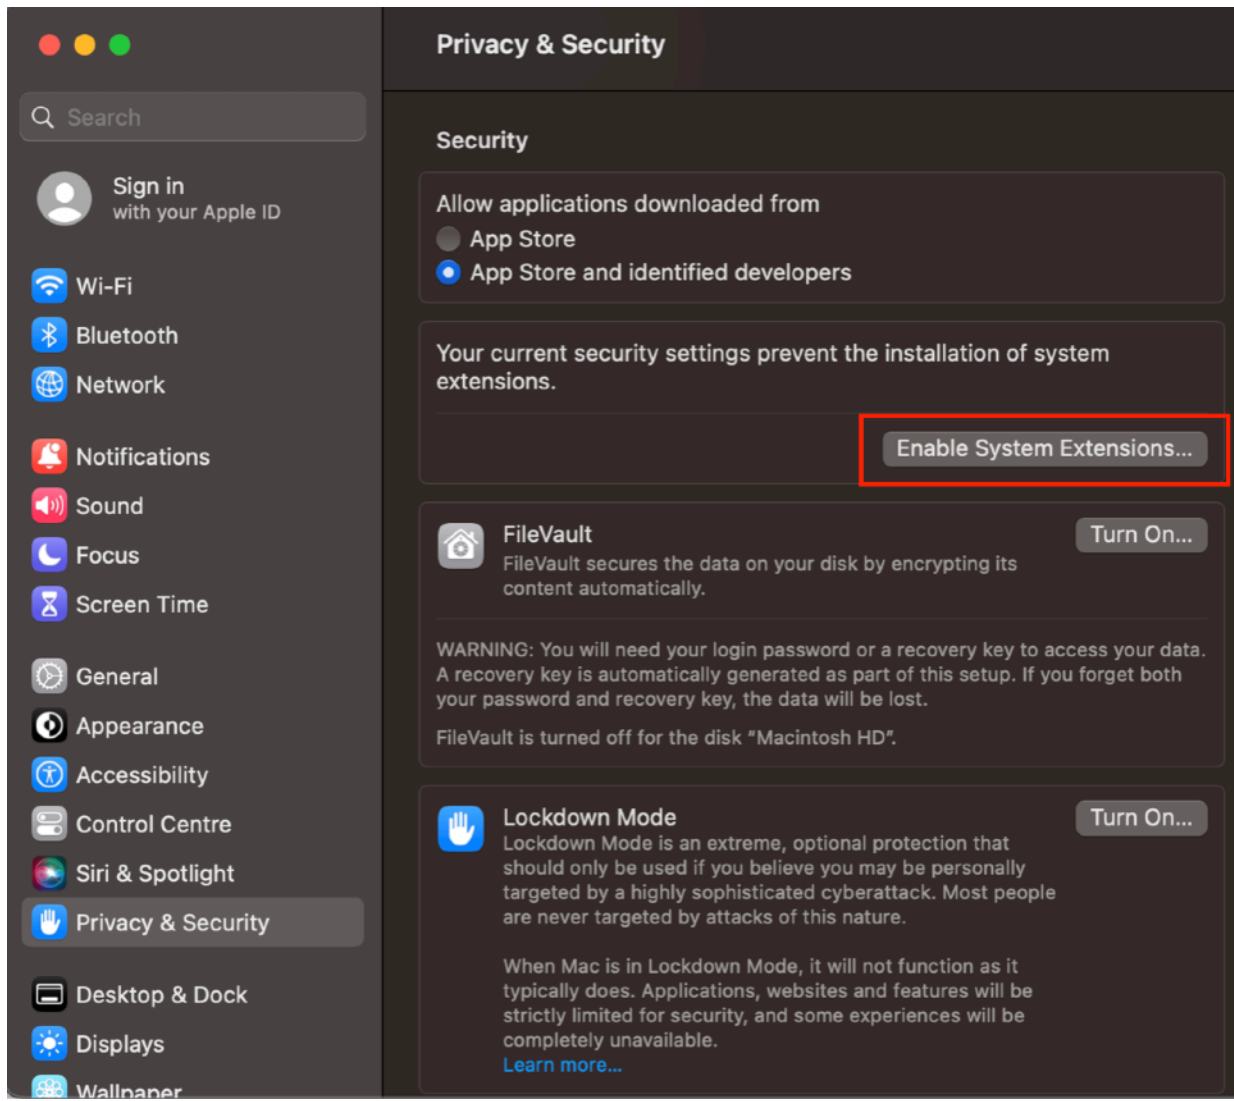 Privacy & Security
Search
Sign in
with your Apple ID
Wi-Fi
Bluetooth
Network
Notifications
Sound
Focus
Screen Time
General
Appearance
Accessibility
Control Centre
Siri & Spotlight
Privacy & Security
Desktop & Dock
Displays
Wallpaper
Security
Allow applications downloaded from
App Store
App Store and identified developers
Your current security settings prevent the installation of system
extensions.
Enable System Extensions...
FileVault
Turn On...
FileVault secures the data on your disk by encrypting its
content automatically.
WARNING: You will need your login password or a recovery key to access your data.
A recovery key is automatically generated as part of this setup. If you forget both
your password and recovery key, the data will be lost.
FileVault is turned off for the disk “Macintosh HD”.
Lockdown Mode
Turn On...
Lockdown Mode is an extreme, optional protection that
should only be used if you believe you may be personally
targeted by a highly sophisticated cyberattack. Most people
are never targeted by attacks of this nature.
When Mac is in Lockdown Mode, it will not function as it
typically does. Applications, websites and features will be
strictly limited for security, and some experiences will be
completely unavailable.
Learn more...